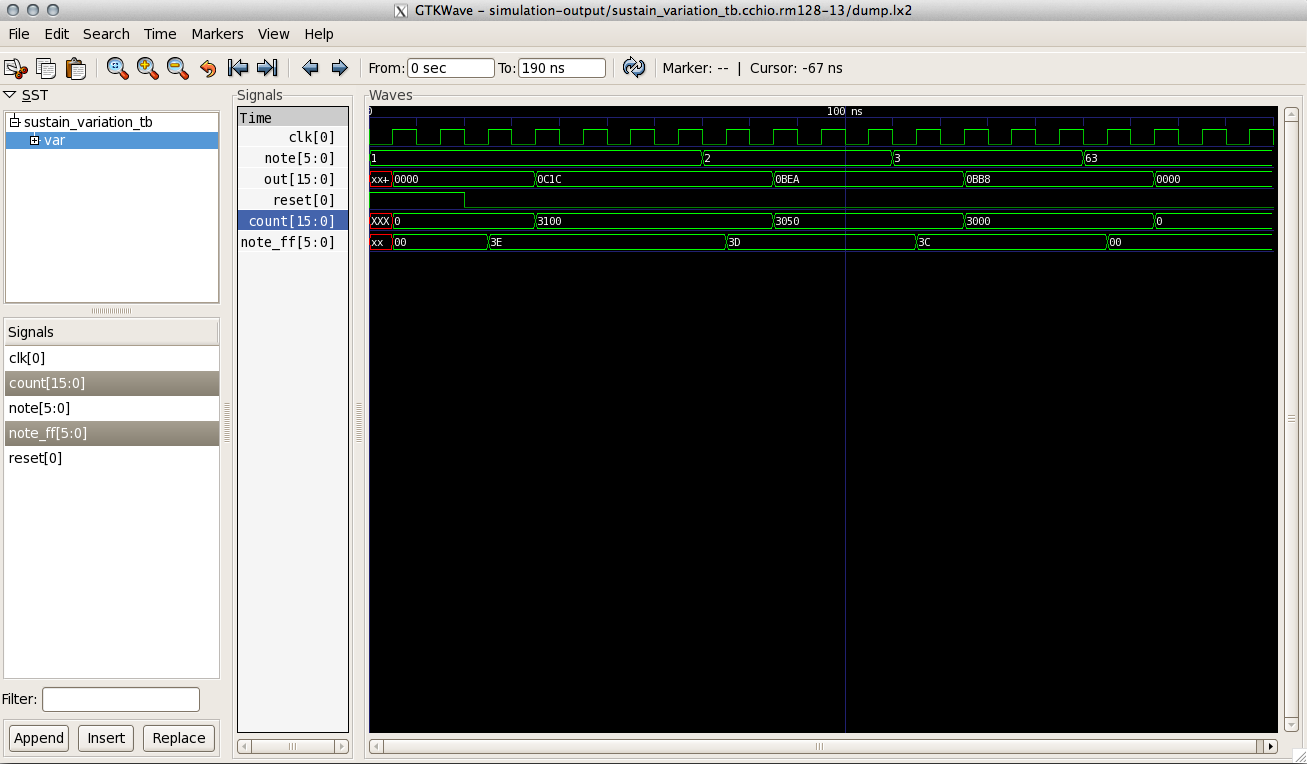 GTKWave - simulation-output/sustain_variation_tb.cchio.rm128-13/dump.lx2
File Edit Search Time Markers View Help
From: 0 sec To: 190 ns Marker: -- | Cursor: -67 ns
SST
sustain_variation_tb
var
Signals
clk[0]
count[15:0]
note[5:0]
note_ff[5:0]
reset[0]
Filter:
Append Insert Replace
Signals
Time
clk[0]
note[5:0]
out[15:0]
reset[0]
count[15:0]
note_ff[5:0]
Waves
0 100 ns
1 2 3 63
xx+ 0000 0C1C 0BEA 0BB8 0000
XXX 0 3100 3050 3000 0
xx 00 3E 3D 3C 00